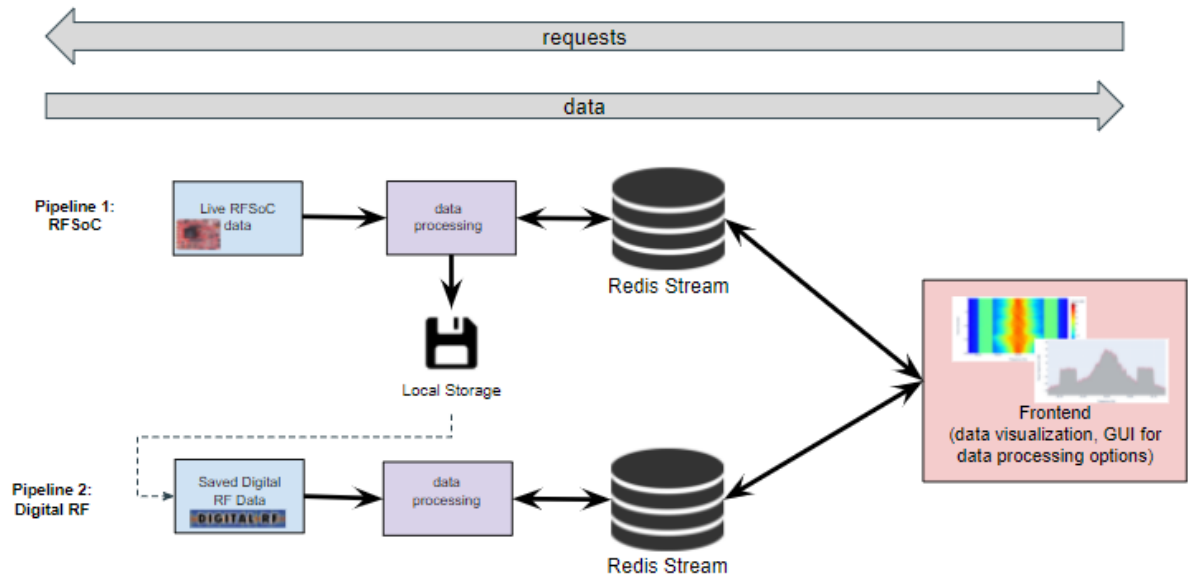 requests
data
Pipeline 1:
RFSoC
Live RFSoC
data
data
processing
Redis Stream
Local Storage
Frontend
(data visualization, GUI for
data processing options)
Pipeline 2:
Digital RF
Saved Digital
RF Data
DIGITAL RF
data
processing
Redis Stream